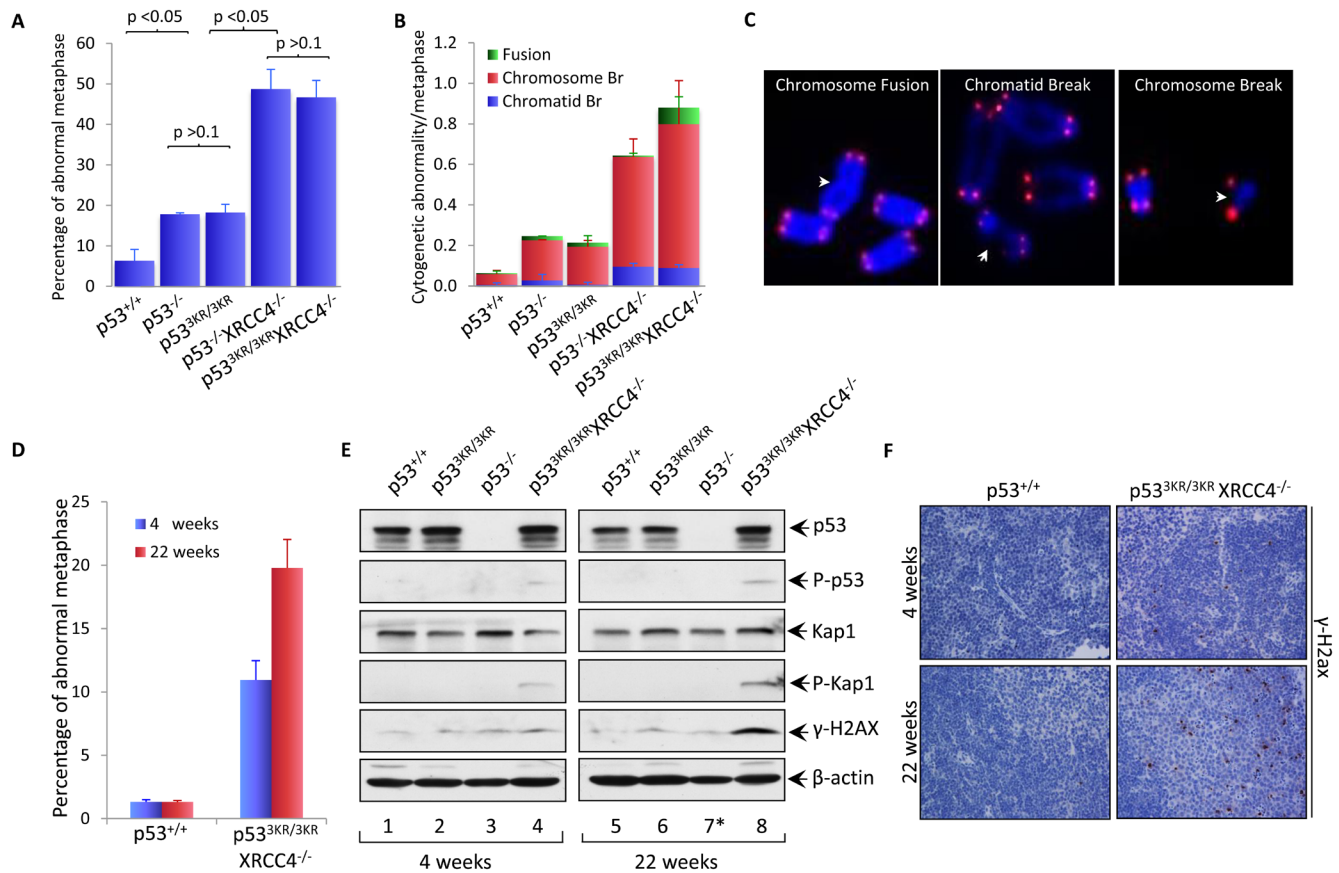 A
p <0.05
p <0.05
p >0.1
p >0.1
Percentage of abnormal metaphase
60
50
40
30
20
10
0
p53+/+
p53-/-
p533KR/3KR
p53-/-XRCC4-/-
p533KR/3KRXRCC4-/-
B
Cytogenetic abnormality/metaphase
1.2
1.0
0.8
0.6
0.4
0.2
0.0
Fusion
Chromosome Br
Chromatid Br
p53+/+
p53-/-
p533KR/3KR
p53-/-XRCC4-/-
p533KR/3KRXRCC4-/-
C
Chromosome Fusion
Chromatid Break
Chromosome Break
D
Percentage of abnormal metaphase
25
20
15
10
5
0
4 weeks
22 weeks
p53+/+
p533KR/3KR
XRCC4-/-
E
p53+/+
p533KR/3KR
p53-/-
p533KR/3KRXRCC4-/-
p53+/+
p533KR/3KR
p53-/-
p533KR/3KRXRCC4-/-
p53
P-p53
Kap1
P-Kap1
γ-H2AX
β-actin
1 2 3 4 5 6 7* 8
4 weeks 22 weeks
F
p53+/+ p533KR/3KR XRCC4-/-
4 weeks
22 weeks
γ-H2ax